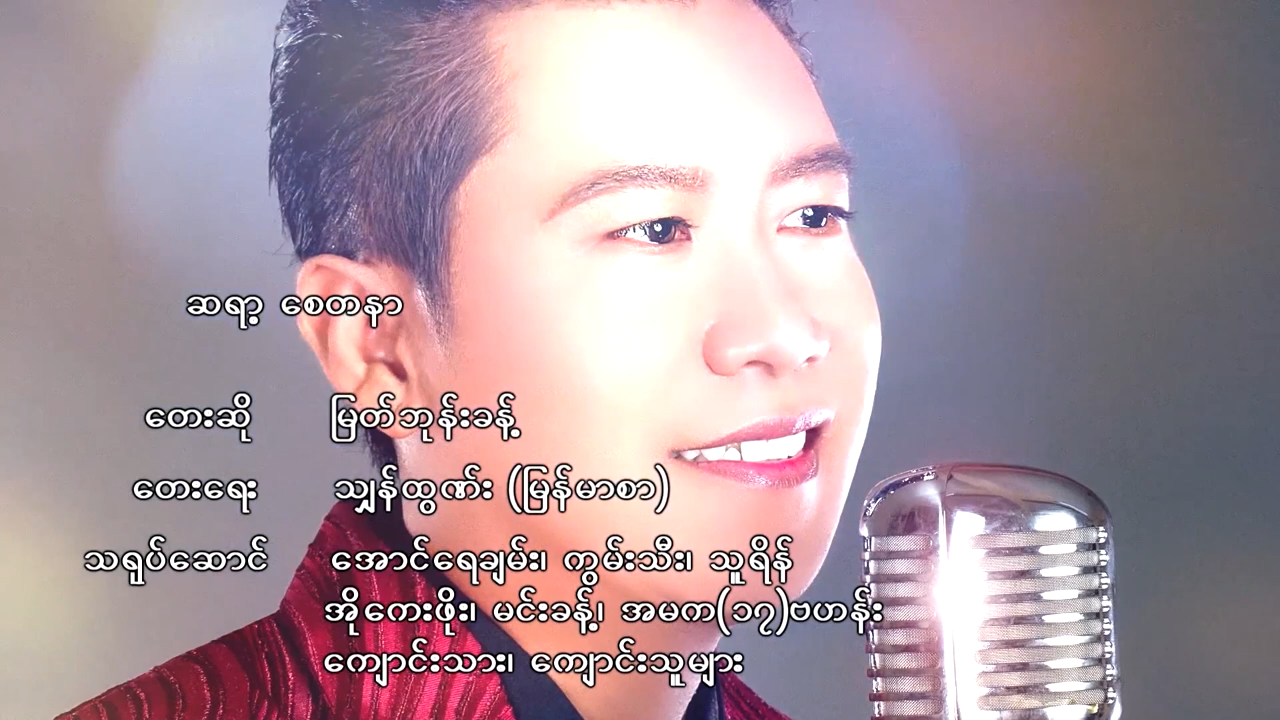 ဆရာ့ စေတနာ
တေးဆို မြတ်ဘုန်းခန့်
တေးရေး သျှန်ထွဏ်း (မြန်မာစာ)
သရုပ်ဆောင် အောင်ရေချမ်း၊ ကွမ်းသီး၊ သူရိန်
အိုကေးဖိုး၊ မင်းခန့်၊ အမက(၁၇)ဗဟန်း
ကျောင်းသား၊ ကျောင်းသူများ